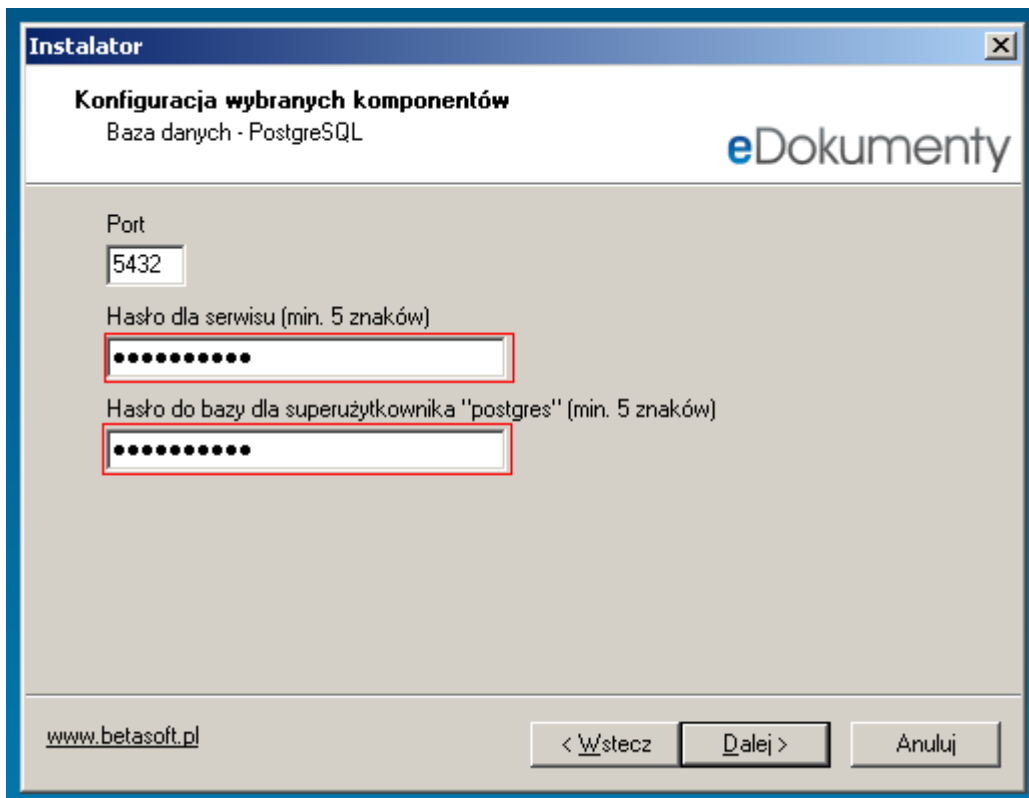 Instalator
Konfiguracja wybranych komponentów
Baza danych - PostgreSQL
eDokumenty
Port
5432
Hasło dla serwisu (min. 5 znaków)
●●●●●●●●●●
Hasło do bazy dla superużytkownika "postgres" (min. 5 znaków)
●●●●●●●●●●
www.betasoft.pl
< Wstecz
Dalej >
Anuluj